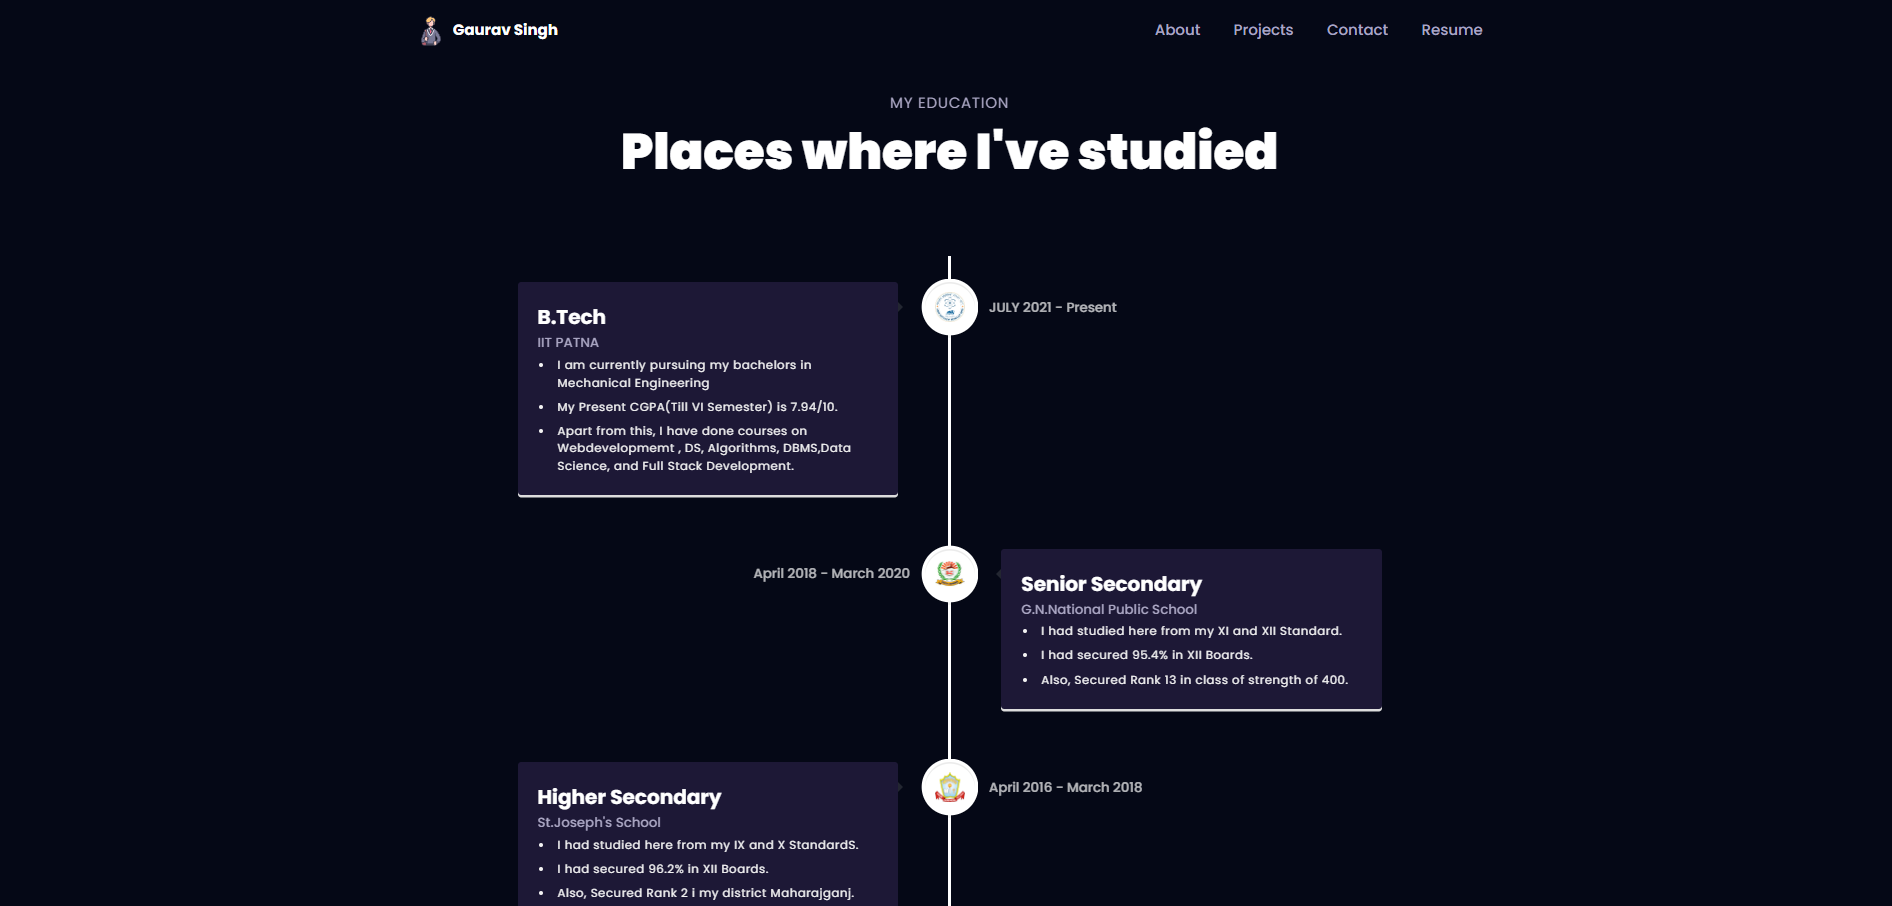 Gaurav Singh
About Projects Contact Resume
MY EDUCATION
Places where I've studied
B.Tech
IIT PATNA
• I am currently pursuing my bachelors in
Mechanical Engineering
• My Present CGPA(Till VI Semester) is 7.94/10.
• Apart from this, I have done courses on
Webdevelopmemt , DS, Algorithms, DBMS,Data
Science, and Full Stack Development.
JULY 2021 - Present
April 2018 - March 2020
Senior Secondary
G.N.National Public School
• I had studied here from my XI and XII Standard.
• I had secured 95.4% in XII Boards.
• Also, Secured Rank 13 in class of strength of 400.
Higher Secondary
St.Joseph's School
• I had studied here from my IX and X StandardS.
• I had secured 96.2% in XII Boards.
• Also, Secured Rank 2 i my district Maharajganj.
April 2016 - March 2018